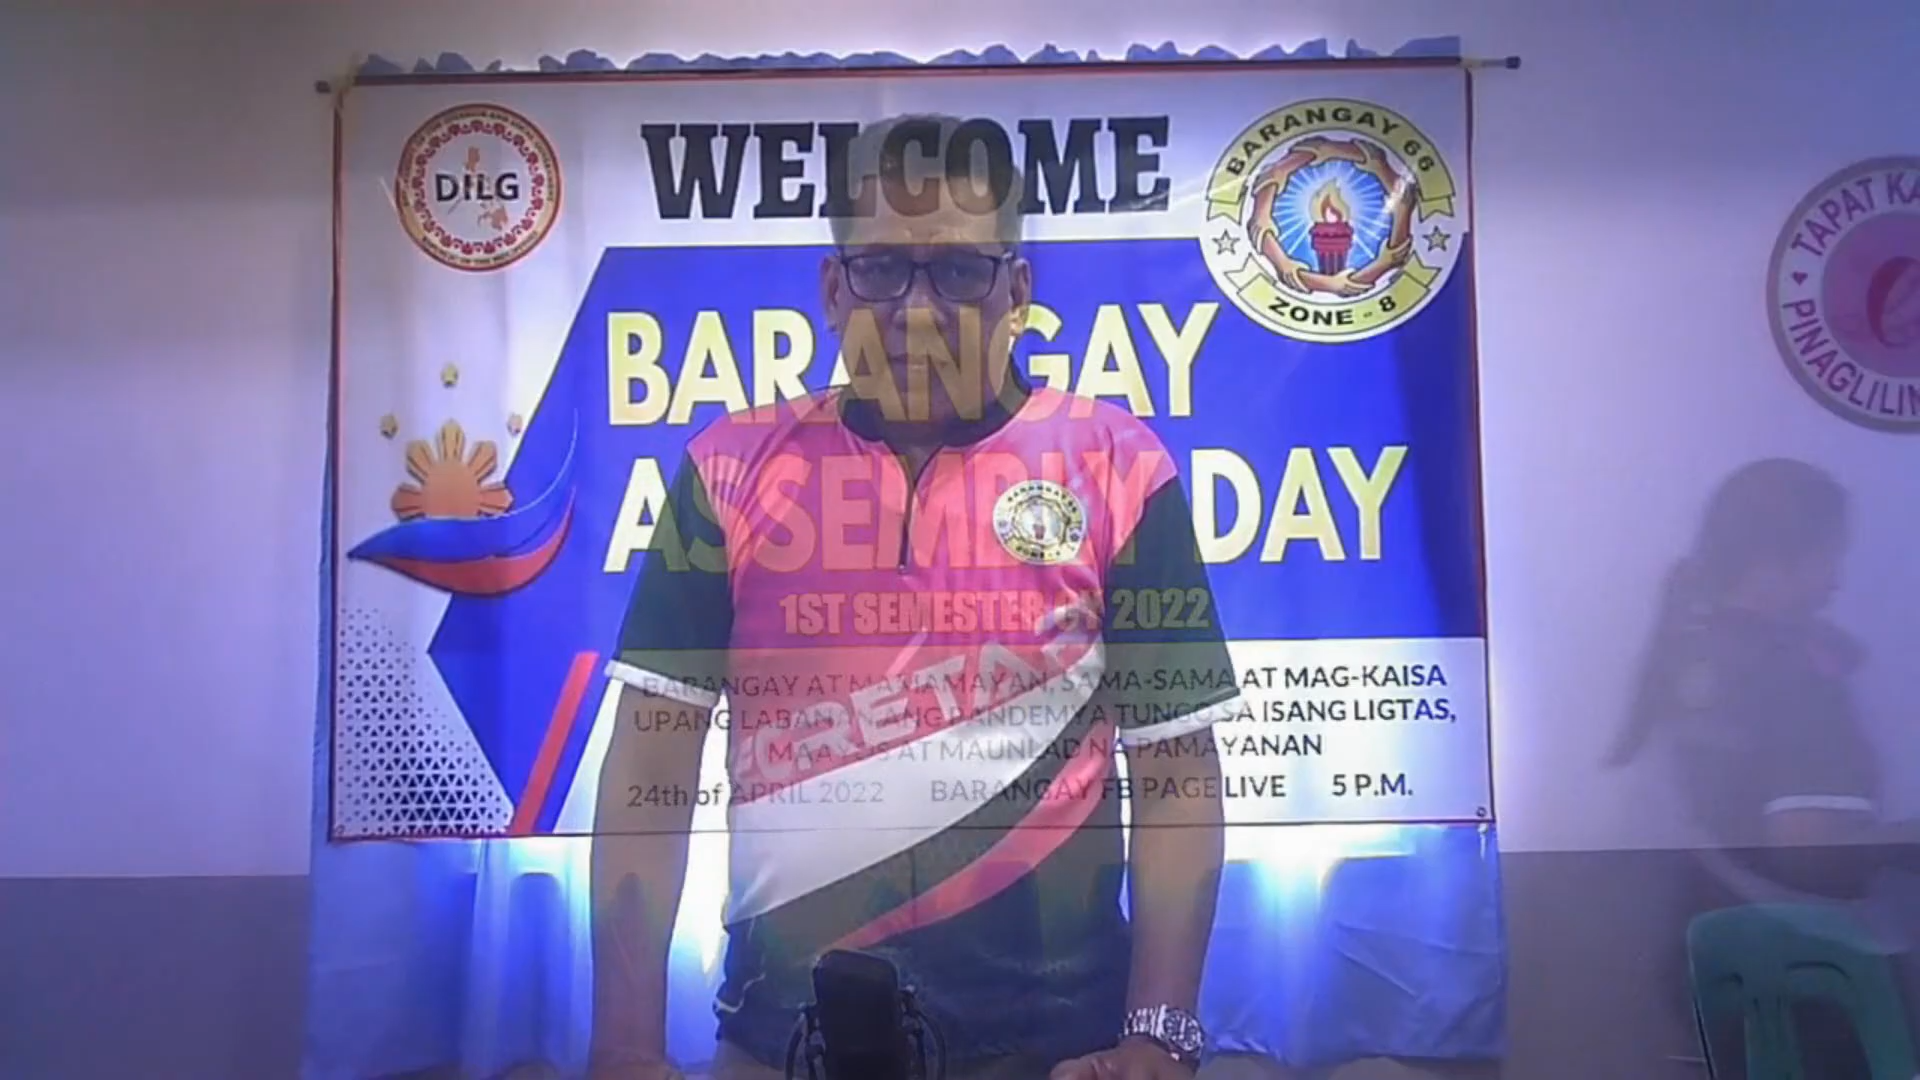 WELCOME
DILG
BARANGAY 66
ZONE - 8
BARANGAY
ASSEMBLY DAY
1ST SEMESTER CY 2022
BARANGAY AT MAMAMAYAN, SAMA-SAMA AT MAG-KAISA
UPANG LABANAN ANG PANDEMYA TUNGO SA ISANG LIGTAS,
MAAYOS AT MAUNLAD NA PAMAYANAN
24th of APRIL 2022 BARANGAY FB PAGE LIVE 5 P.M.
TAPAT